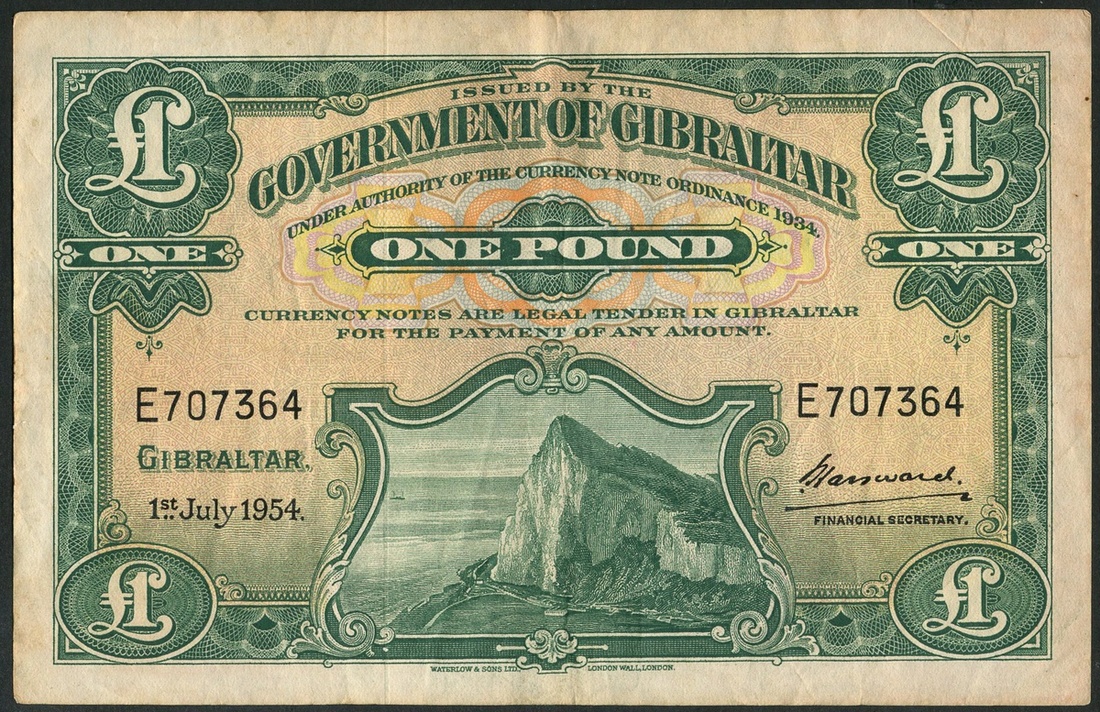 £1
£1
ISSUED BY THE
GOVERNMENT OF GIBRALTAR
UNDER AUTHORITY OF THE CURRENCY NOTE ORDINANCE 1934.
ONE
ONE POUND
ONE
CURRENCY NOTES ARE LEGAL TENDER IN GIBRALTAR
FOR THE PAYMENT OF ANY AMOUNT.
E707364
E707364
GIBRALTAR.
1st. July 1954.
FINANCIAL SECRETARY.
£1
£1
WATERLOW & SONS LTD. LONDON WALL, LONDON.